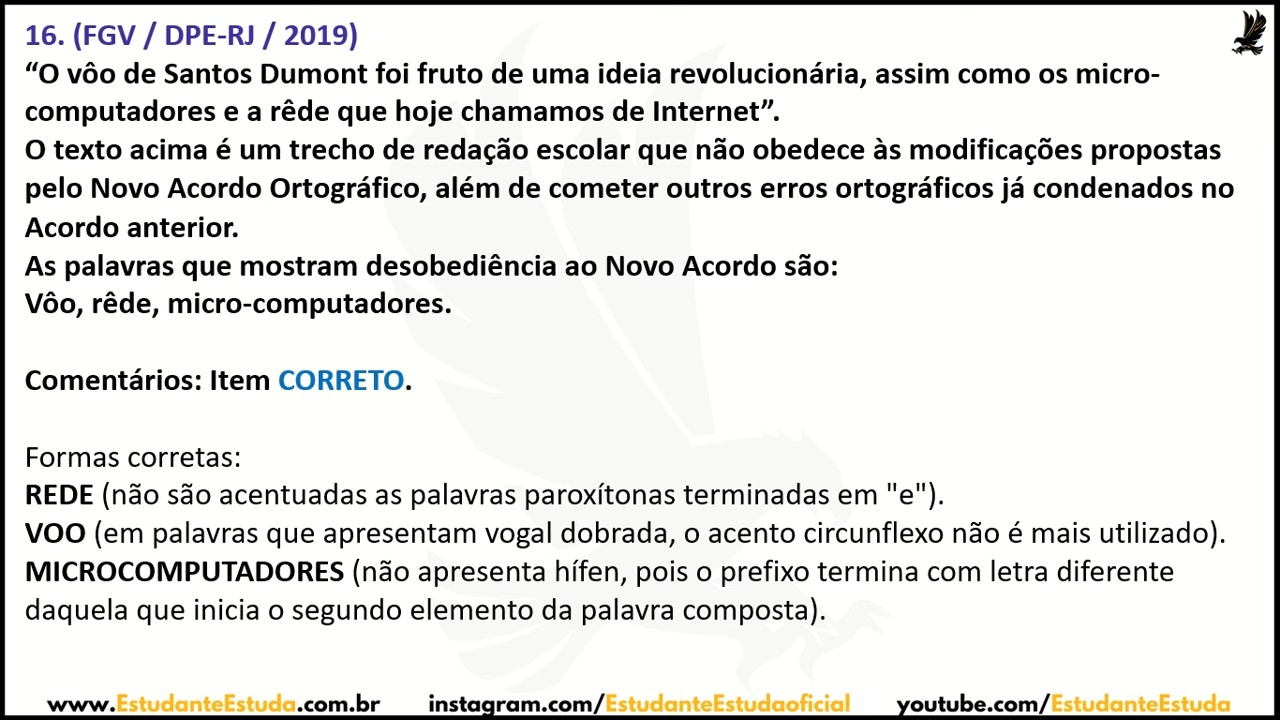 16. (FGV / DPE-RJ / 2019)
“O vôo de Santos Dumont foi fruto de uma ideia revolucionária, assim como os micro-
computadores e a rêde que hoje chamamos de Internet”.
O texto acima é um trecho de redação escolar que não obedece às modificações propostas
pelo Novo Acordo Ortográfico, além de cometer outros erros ortográficos já condenados no
Acordo anterior.
As palavras que mostram desobediência ao Novo Acordo são:
Vôo, rêde, micro-computadores.
Comentários: Item CORRETO.
Formas corretas:
REDE (não são acentuadas as palavras paroxítonas terminadas em "e").
VOO (em palavras que apresentam vogal dobrada, o acento circunflexo não é mais utilizado).
MICROCOMPUTADORES (não apresenta hífen, pois o prefixo termina com letra diferente
daquela que inicia o segundo elemento da palavra composta).
www.EstudanteEstuda.com.br instagram.com/EstudanteEstudaoficial youtube.com/EstudanteEstuda